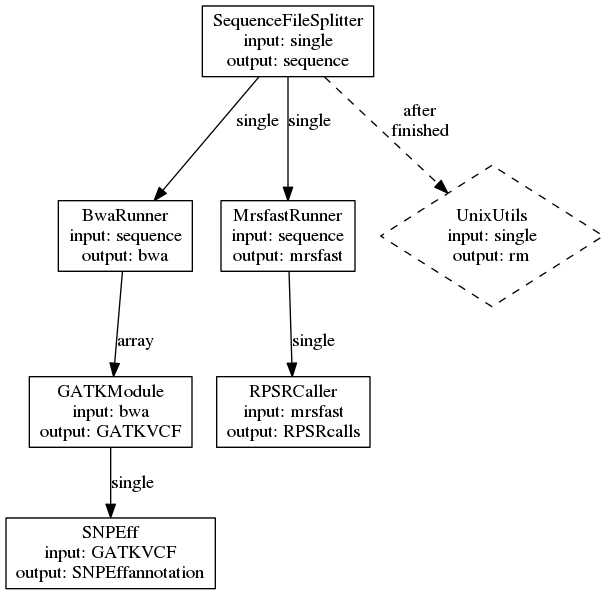 SequenceFileSplitter
input: single
output: sequence
single
single
after
finished
BwaRunner
input: sequence
output: bwa
MrsfastRunner
input: sequence
output: mrsfast
UnixUtils
input: single
output: rm
array
single
GATKModule
input: bwa
output: GATKVCF
RPSRCaller
input: mrsfast
output: RPSRcalls
single
SNPEff
input: GATKVCF
output: SNPEffannotation